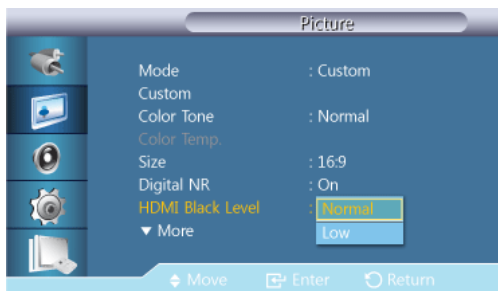 Picture
Mode : Custom
Custom
Color Tone : Normal
Color Temp.
Size : 16:9
Digital NR : On
HDMI Black Level : Normal
▼ More Low
Move Enter Return